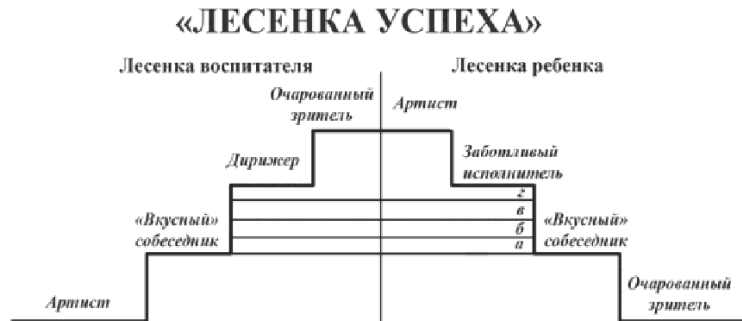 «ЛЕСЕНКА УСПЕХА»
Лесенка воспитателя
Лесенка ребенка
Очарованный
зритель
Артист
Дирижер
Заботливый
исполнитель
г
в
б
а
«Вкусный»
собеседник
«Вкусный»
собеседник
Артист
Очарованный
зритель